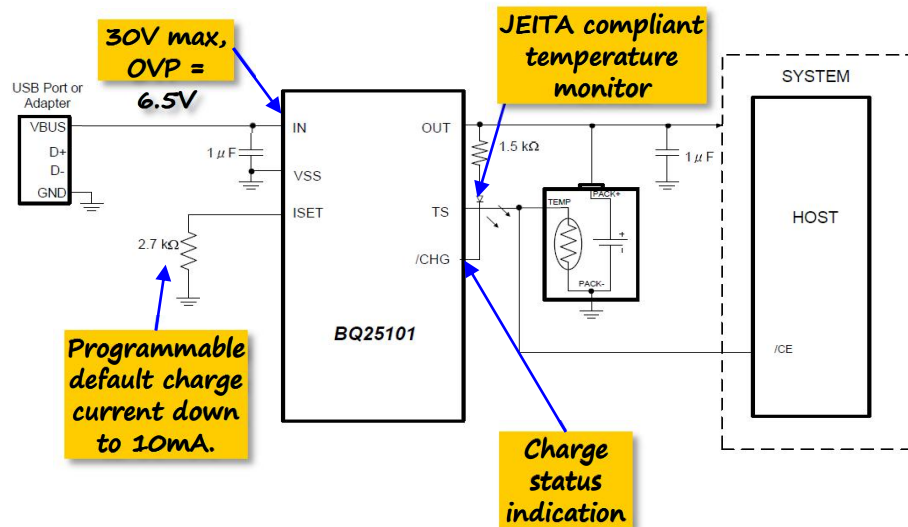 30V max,
OVP =
6.5V
JEITA compliant
temperature
monitor
USB Port or
Adapter
VBUS
D+
D-
GND
1 μF
IN
VSS
ISET
2.7 kΩ
OUT
TS
/CHG
BQ25101
1.5 kΩ
1 μF
TEMP
PACK+
+
-
PACK-
SYSTEM
HOST
/CE
Programmable
default charge
current down
to 10mA.
Charge
status
indication